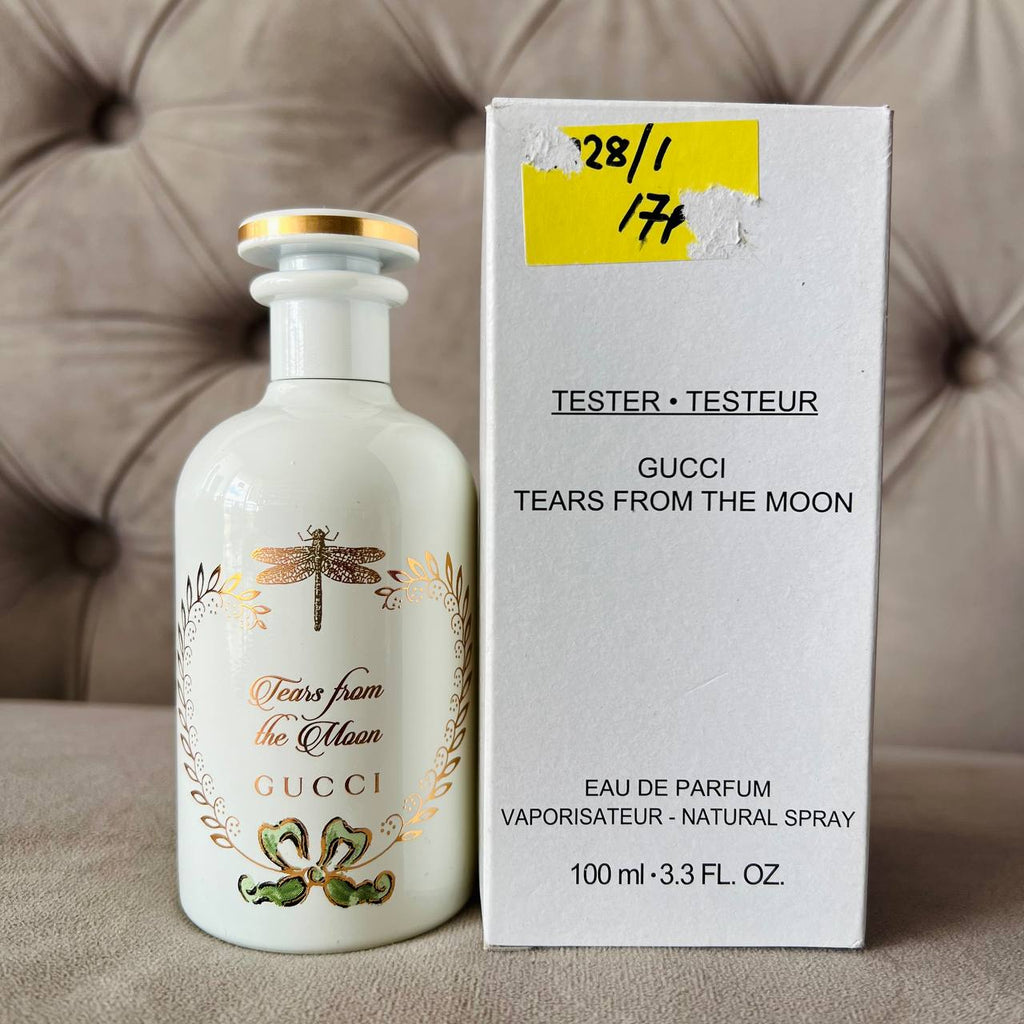 Tears from
the Moon
GUCCI
28/1
TESTER • TESTEUR
GUCCI
TEARS FROM THE MOON
EAU DE PARFUM
VAPORISATEUR - NATURAL SPRAY
100 ml • 3.3 FL. OZ.